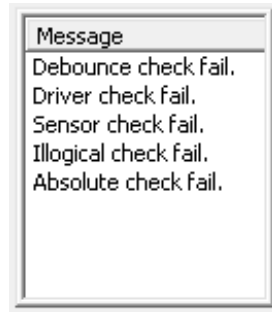 Message
Debounce check fail.
Driver check fail.
Sensor check fail.
Illogical check fail.
Absolute check fail.